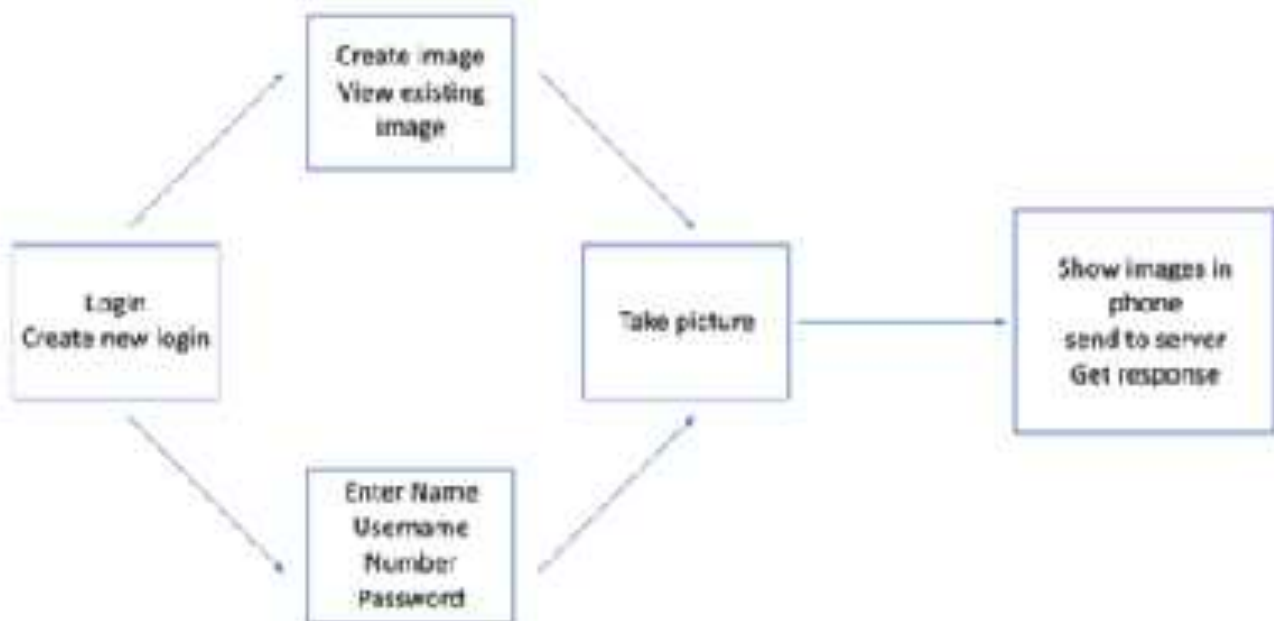 Create image
View existing
image
Login
Create new login
Take picture
Show images in
phone
send to server
Get response
Enter Name
Username
Number
Password